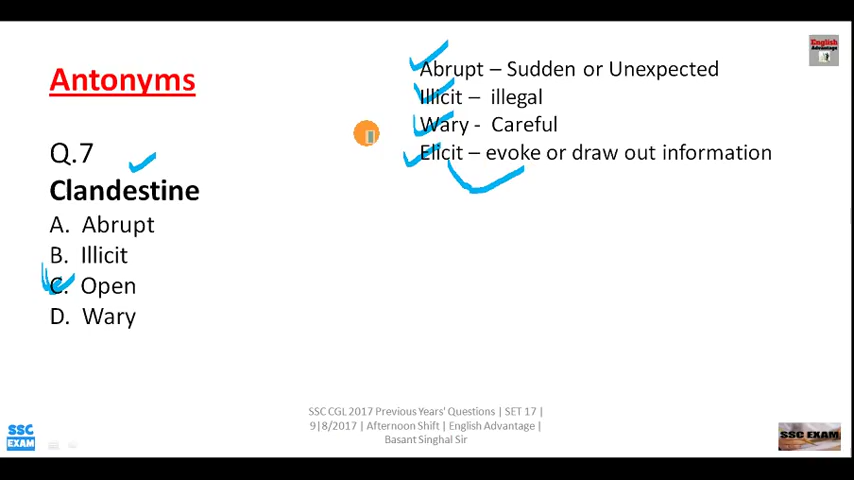 Antonyms
Q.7
Clandestine
A. Abrupt
B. Illicit
C. Open
D. Wary
Abrupt – Sudden or Unexpected
Illicit – illegal
Wary - Careful
Elicit – evoke or draw out information
English
Advantage
SSC CGL 2017 Previous Years' Questions | SET 17 |
9|8/2017 | Afternoon Shift | English Advantage |
Basant Singhal Sir
SSC
EXAM
SSC EXAM